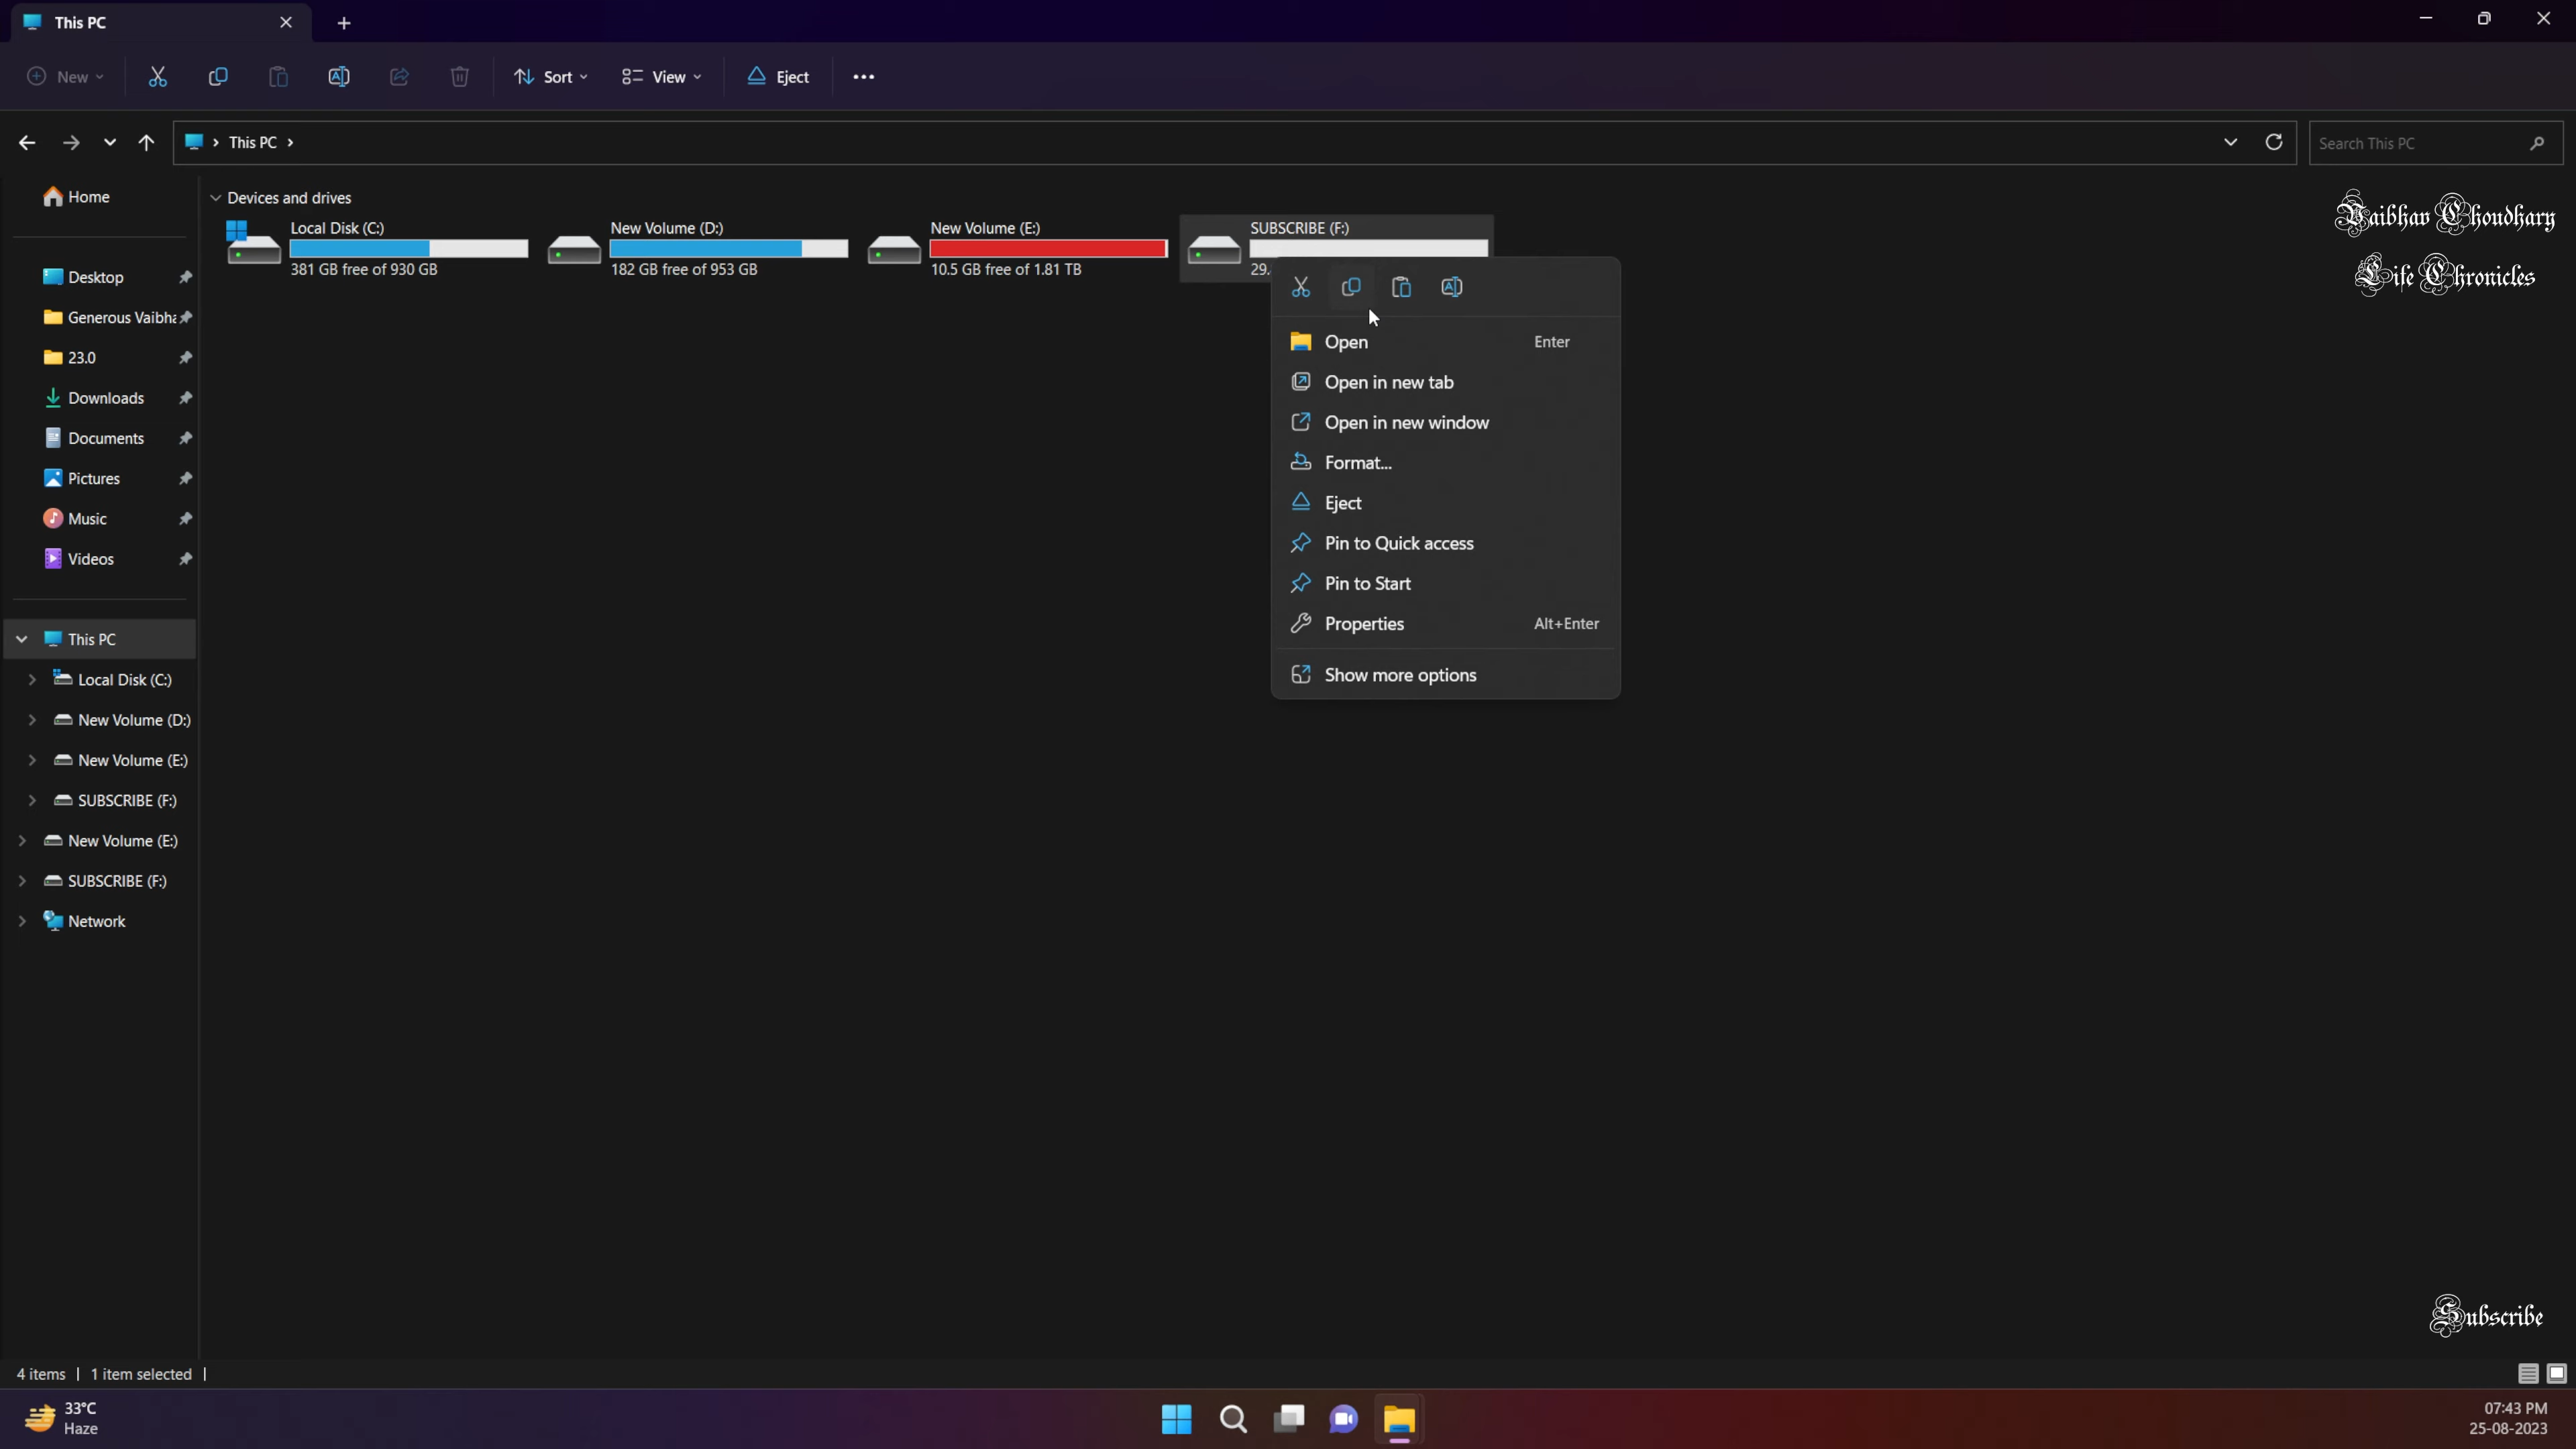 This PC
New
Sort
View
Eject
This PC
Search This PC
Home
Desktop
Generous Vaibha
23.0
Downloads
Documents
Pictures
Music
Videos
This PC
Local Disk (C:)
New Volume (D:)
New Volume (E:)
SUBSCRIBE (F:)
New Volume (E:)
SUBSCRIBE (F:)
Network
Devices and drives
Local Disk (C:)
381 GB free of 930 GB
New Volume (D:)
182 GB free of 953 GB
New Volume (E:)
10.5 GB free of 1.81 TB
SUBSCRIBE (F:)
29.
Open Enter
Open in new tab
Open in new window
Format...
Eject
Pin to Quick access
Pin to Start
Properties Alt+Enter
Show more options
Vaibhav Choudhary
Life Chronicles
Subscribe
4 items 1 item selected
33°C
Haze
07:43 PM
25-08-2023